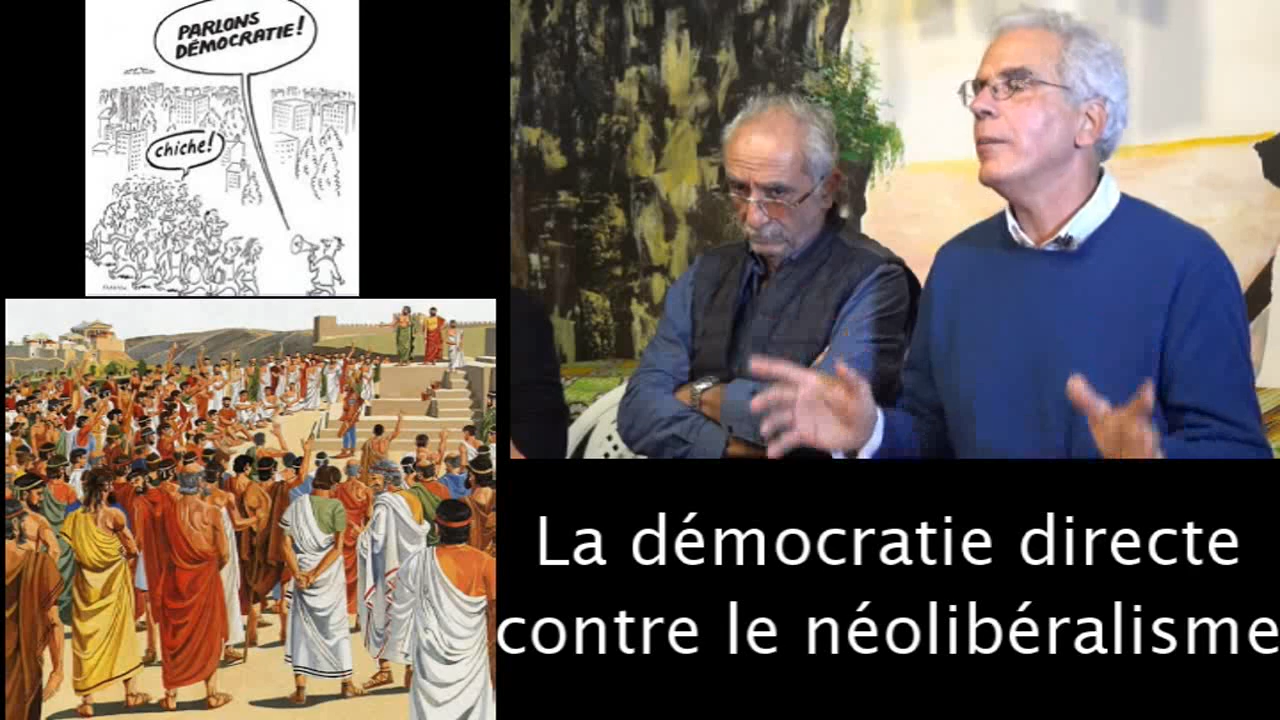 PARLONS
DÉMOCRATIE!
chiche!
La démocratie directe
contre le néolibéralisme